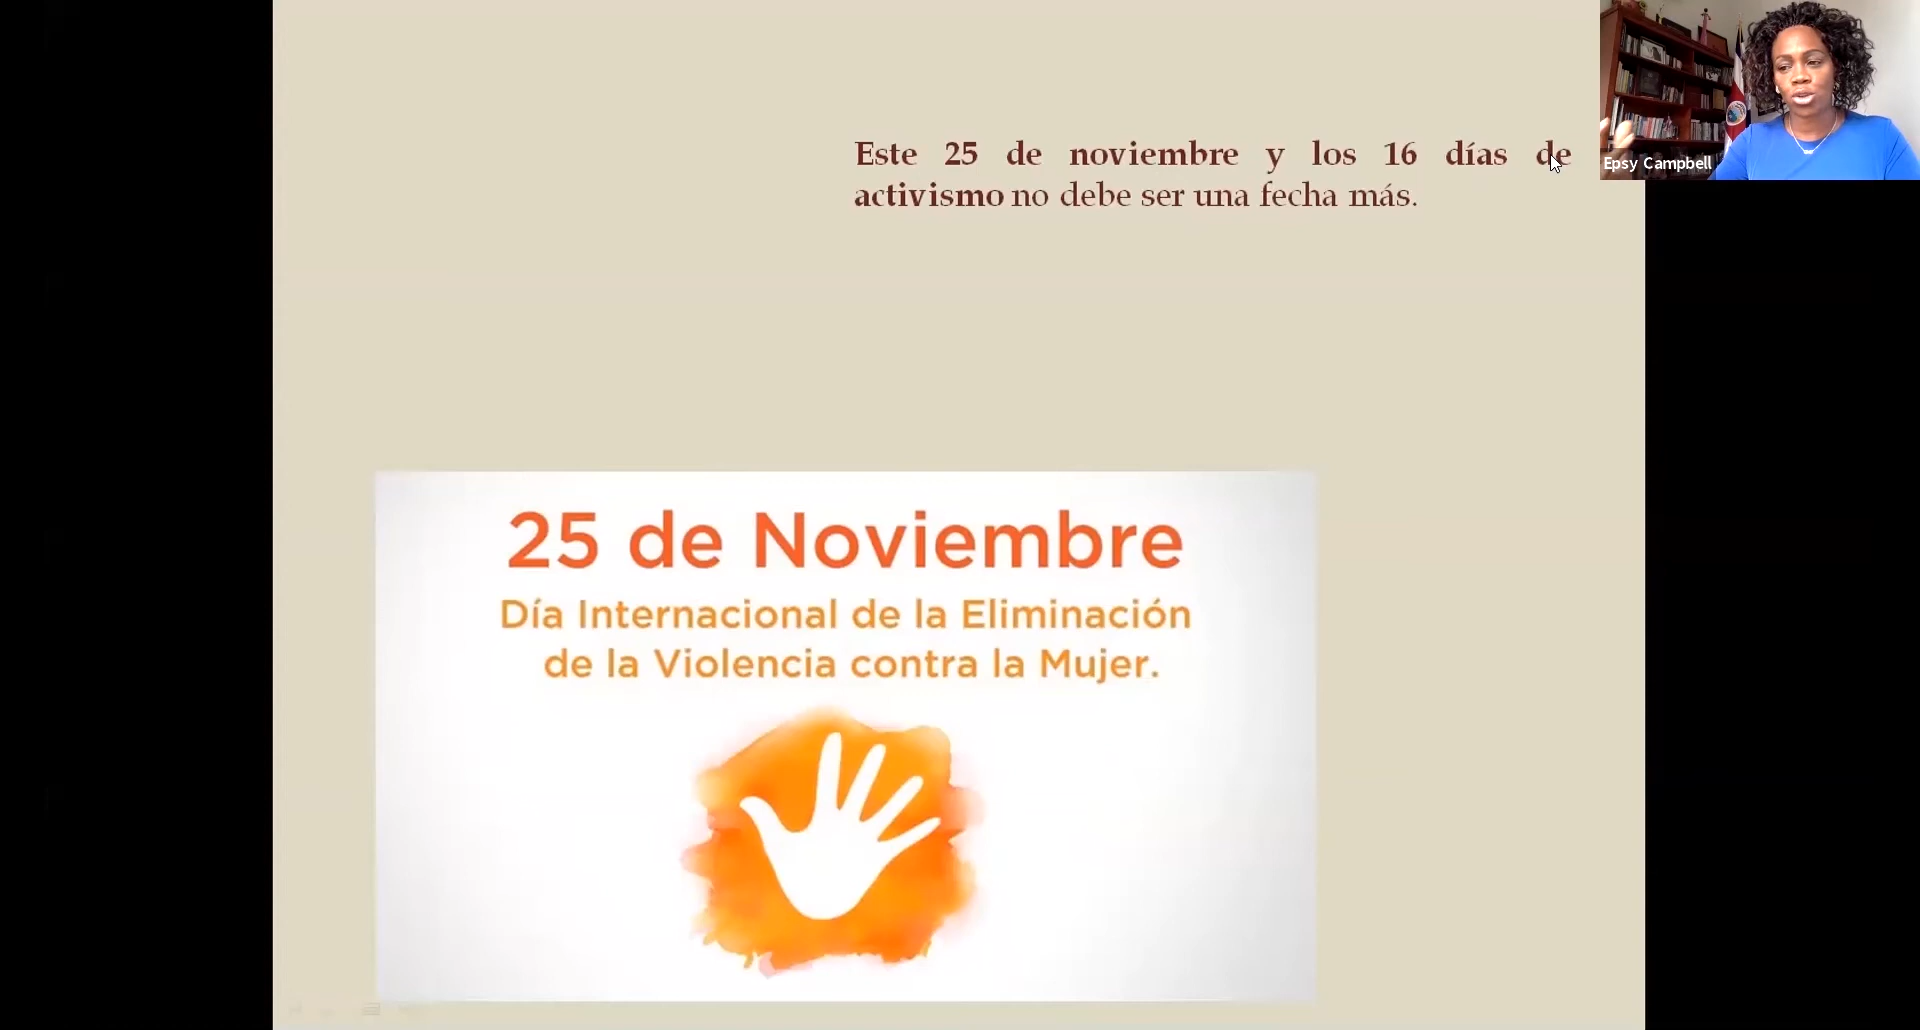 Este 25 de noviembre y los 16 días de
activismo no debe ser una fecha más.
Epsy Campbell
25 de Noviembre
Día Internacional de la Eliminación
de la Violencia contra la Mujer.